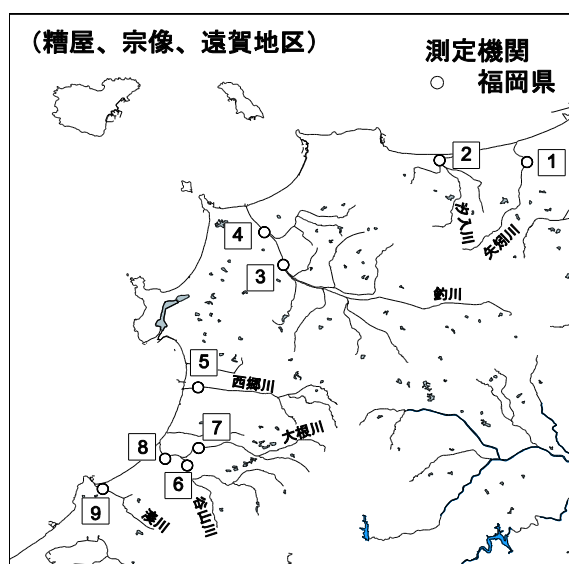 （糟屋、宗像、遠賀地区）
測定機関
○ 福岡県
2
1
汐入川
矢矧川
4
3
釣川
5
西郷川
7
大根川
8
6
谷山川
9
湊川